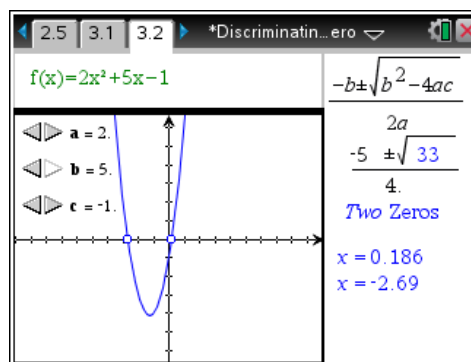 2.5 3.1 3.2 *Discriminatin...ero
f(x)=2x²+5x−1
a = 2.
b = 5.
c = -1.
-b±√b²−4ac
2a
-5 ±√ 33
4.
Two Zeros
x = 0.186
x = -2.69